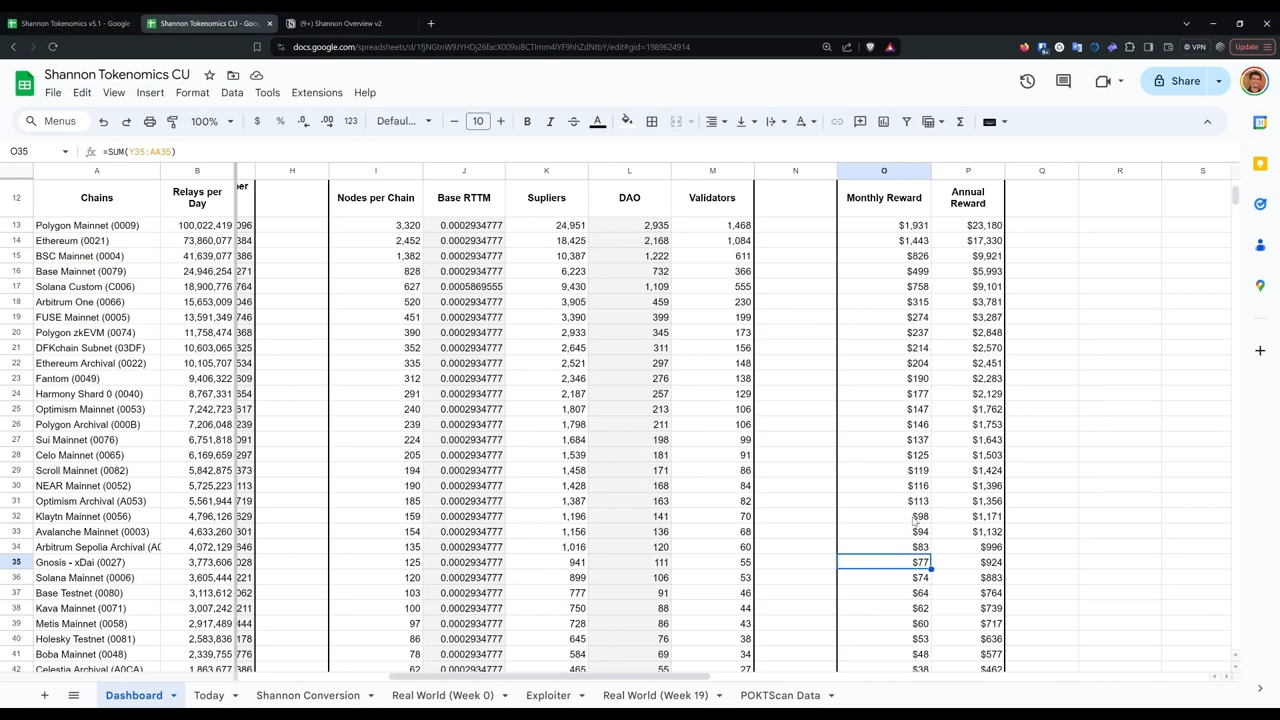 Shannon Tokenomics v5.1 - Google
Shannon Tokenomics CU - Goo
(9+) Shannon Overview v2
VPN
Update
Shannon Tokenomics CU
File Edit View Insert Format Data Tools Extensions Help
Share
Menus 100% $ % .0 .00 123 Defaul... 10 B I A
O35 =SUM(Y35:AA35)
A B H I J K L M N O P Q R S
12 Chains Relays per Day er Nodes per Chain Base RTTM Supliers DAO Validators Monthly Reward Annual Reward
13 Polygon Mainnet (0009) 100,022,419 096 3,320 0.0002934777 24,951 2,935 1,468 $1,931 $23,180
14 Ethereum (0021) 73,860,077 384 2,452 0.0002934777 18,425 2,168 1,084 $1,443 $17,330
15 BSC Mainnet (0004) 41,639,077 386 1,382 0.0002934777 10,387 1,222 611 $826 $9,921
16 Base Mainnet (0079) 24,946,254 271 828 0.0002934777 6,223 732 366 $499 $5,993
17 Solana Custom (C006) 18,900,776 764 627 0.0005869555 9,430 1,109 555 $758 $9,101
18 Arbitrum One (0066) 15,653,009 046 520 0.0002934777 3,905 459 230 $315 $3,781
19 FUSE Mainnet (0005) 13,591,349 746 451 0.0002934777 3,390 399 199 $274 $3,287
20 Polygon zkEVM (0074) 11,758,474 368 390 0.0002934777 2,933 345 173 $237 $2,848
21 DFKchain Subnet (03DF) 10,603,065 325 352 0.0002934777 2,645 311 156 $214 $2,570
22 Ethereum Archival (0022) 10,105,707 534 335 0.0002934777 2,521 297 148 $204 $2,451
23 Fantom (0049) 9,406,322 609 312 0.0002934777 2,346 276 138 $190 $2,283
24 Harmony Shard 0 (0040) 8,767,331 654 291 0.0002934777 2,187 257 129 $177 $2,129
25 Optimism Mainnet (0053) 7,242,723 617 240 0.0002934777 1,807 213 106 $147 $1,762
26 Polygon Archival (000B) 7,206,048 239 239 0.0002934777 1,798 211 106 $146 $1,753
27 Sui Mainnet (0076) 6,751,818 091 224 0.0002934777 1,684 198 99 $137 $1,643
28 Celo Mainnet (0065) 6,169,659 297 205 0.0002934777 1,539 181 91 $125 $1,503
29 Scroll Mainnet (0082) 5,842,875 373 194 0.0002934777 1,458 171 86 $119 $1,424
30 NEAR Mainnet (0052) 5,725,223 113 190 0.0002934777 1,428 168 84 $116 $1,396
31 Optimism Archival (A053) 5,561,944 719 185 0.0002934777 1,387 163 82 $113 $1,356
32 Klaytn Mainnet (0056) 4,796,126 629 159 0.0002934777 1,196 141 70 $98 $1,171
33 Avalanche Mainnet (0003) 4,633,260 301 154 0.0002934777 1,156 136 68 $94 $1,132
34 Arbitrum Sepolia Archival (A0 4,072,129 646 135 0.0002934777 1,016 120 60 $83 $996
35 Gnosis - xDai (0027) 3,773,606 028 125 0.0002934777 941 111 55 $77 $924
36 Solana Mainnet (0006) 3,605,444 221 120 0.0002934777 899 106 53 $74 $883
37 Base Testnet (0080) 3,113,612 062 103 0.0002934777 777 91 46 $64 $764
38 Kava Mainnet (0071) 3,007,242 211 100 0.0002934777 750 88 44 $62 $739
39 Metis Mainnet (0058) 2,917,489 444 97 0.0002934777 728 86 43 $60 $717
40 Holesky Testnet (0081) 2,583,836 178 86 0.0002934777 645 76 38 $53 $636
41 Boba Mainnet (0048) 2,339,755 776 78 0.0002934777 584 69 34 $48 $577
42 Celestia Archival (A0CA) 1,863,677 386 62 0.0002934777 465 55 27 $38 $462
Dashboard Today Shannon Conversion Real World (Week 0) Exploiter Real World (Week 19) POKTScan Data